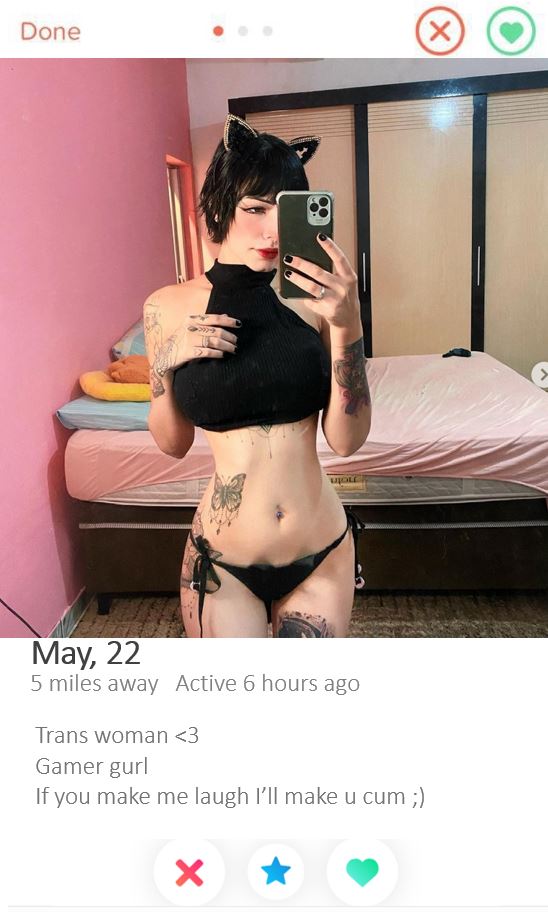 Done
May, 22
5 miles away Active 6 hours ago
Trans woman <3
Gamer gurl
If you make me laugh I’ll make u cum ;)